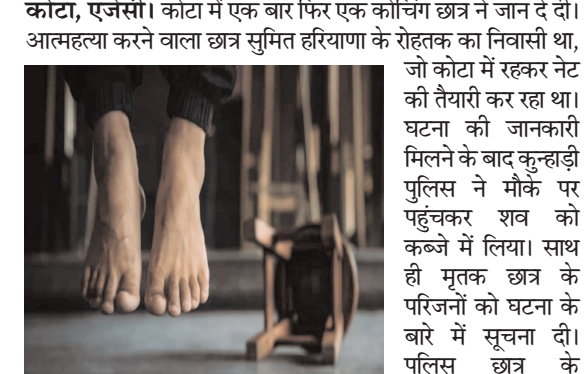 कोटा, एजेंसी। कोटा में एक बार फिर एक कोचिंग छात्र ने जान दे दी।
आत्महत्या करने वाला छात्र सुमित हरियाणा के रोहतक का निवासी था,
जो कोटा में रहकर नेट
की तैयारी कर रहा था।
घटना की जानकारी
मिलने के बाद कुन्हाड़ी
पुलिस ने मौके पर
पहुंचकर शव को
कब्जे में लिया। साथ
ही मृतक छात्र के
परिजनों को घटना के
बारे में सूचना दी।
पुलिस छात्र के